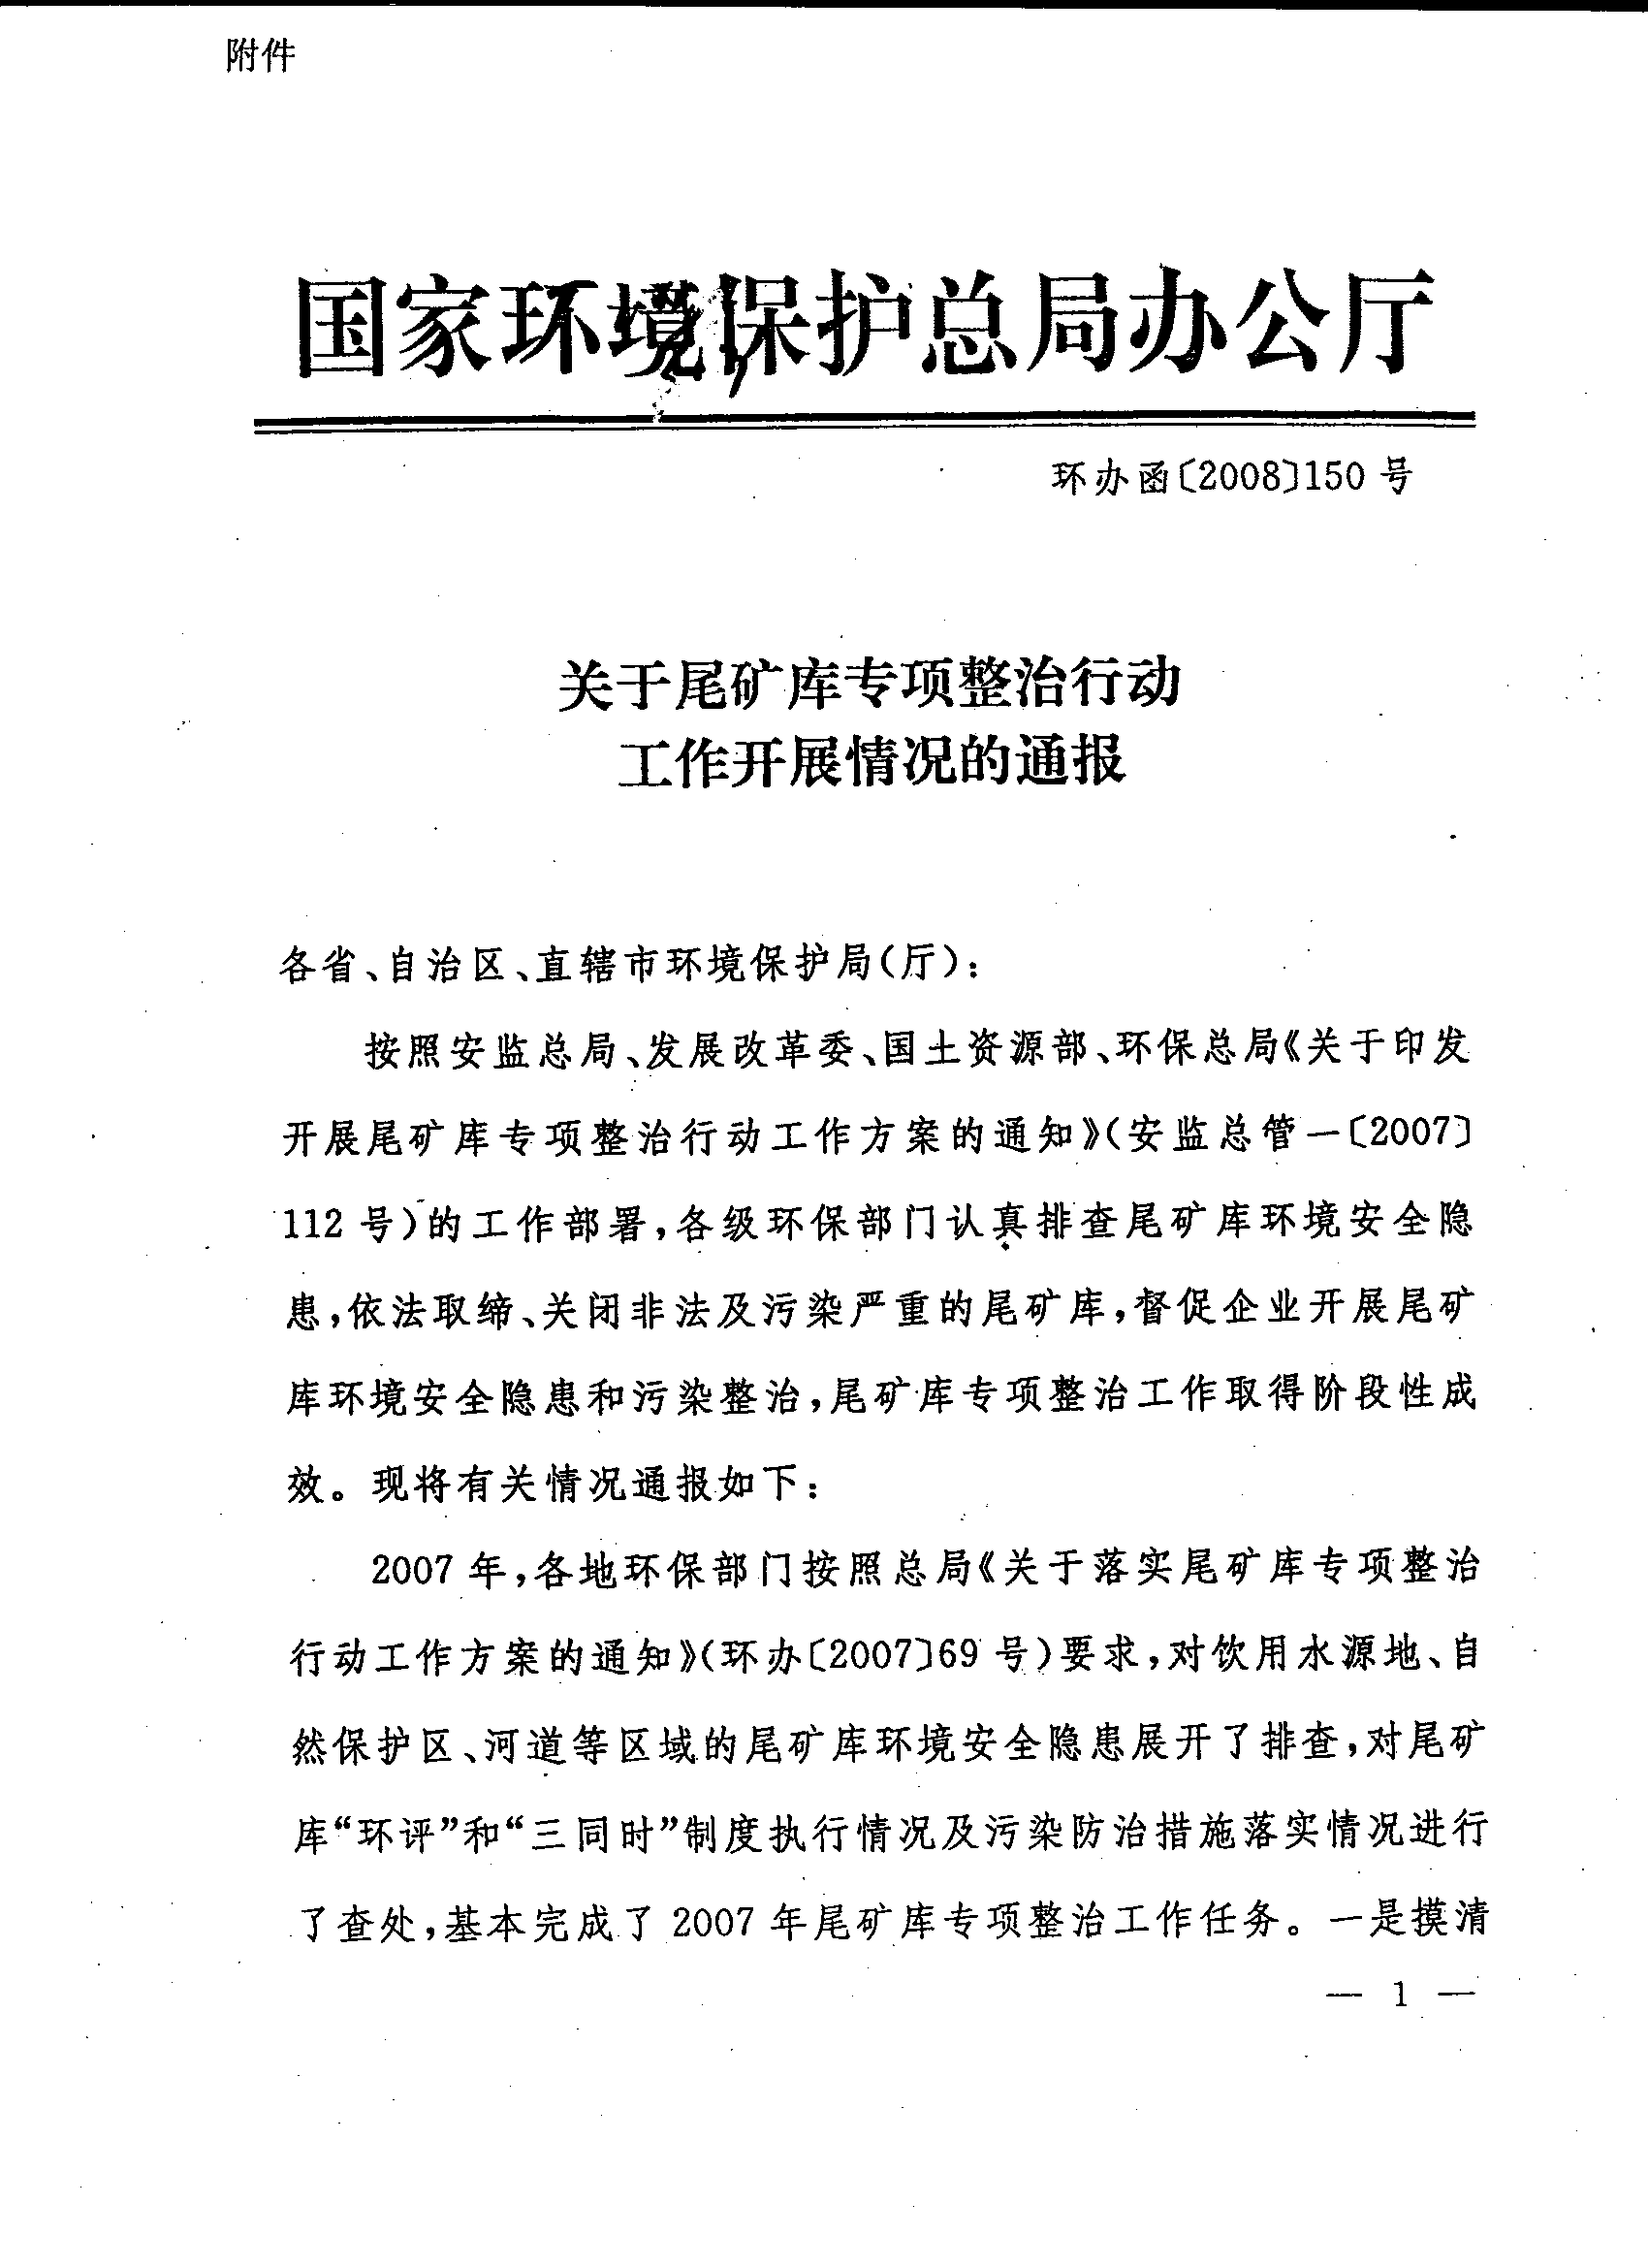 附件
国家环境保护总局办公厅
环办函〔2008〕150 号
关于尾矿库专项整治行动
工作开展情况的通报
各省、自治区、直辖市环境保护局(厅):
按照安监总局、发展改革委、国土资源部、环保总局《关于印发
开展尾矿库专项整治行动工作方案的通知》(安监总管一〔2007〕
112 号)的工作部署,各级环保部门认真排查尾矿库环境安全隐
患,依法取缔、关闭非法及污染严重的尾矿库,督促企业开展尾矿
库环境安全隐患和污染整治,尾矿库专项整治工作取得阶段性成
效。现将有关情况通报如下:
2007 年,各地环保部门按照总局《关于落实尾矿库专项整治
行动工作方案的通知》(环办〔2007〕69 号)要求,对饮用水源地、自
然保护区、河道等区域的尾矿库环境安全隐患展开了排查,对尾矿
库“环评”和“三同时”制度执行情况及污染防治措施落实情况进行
了查处,基本完成了 2007 年尾矿库专项整治工作任务。一是摸清
— 1 —